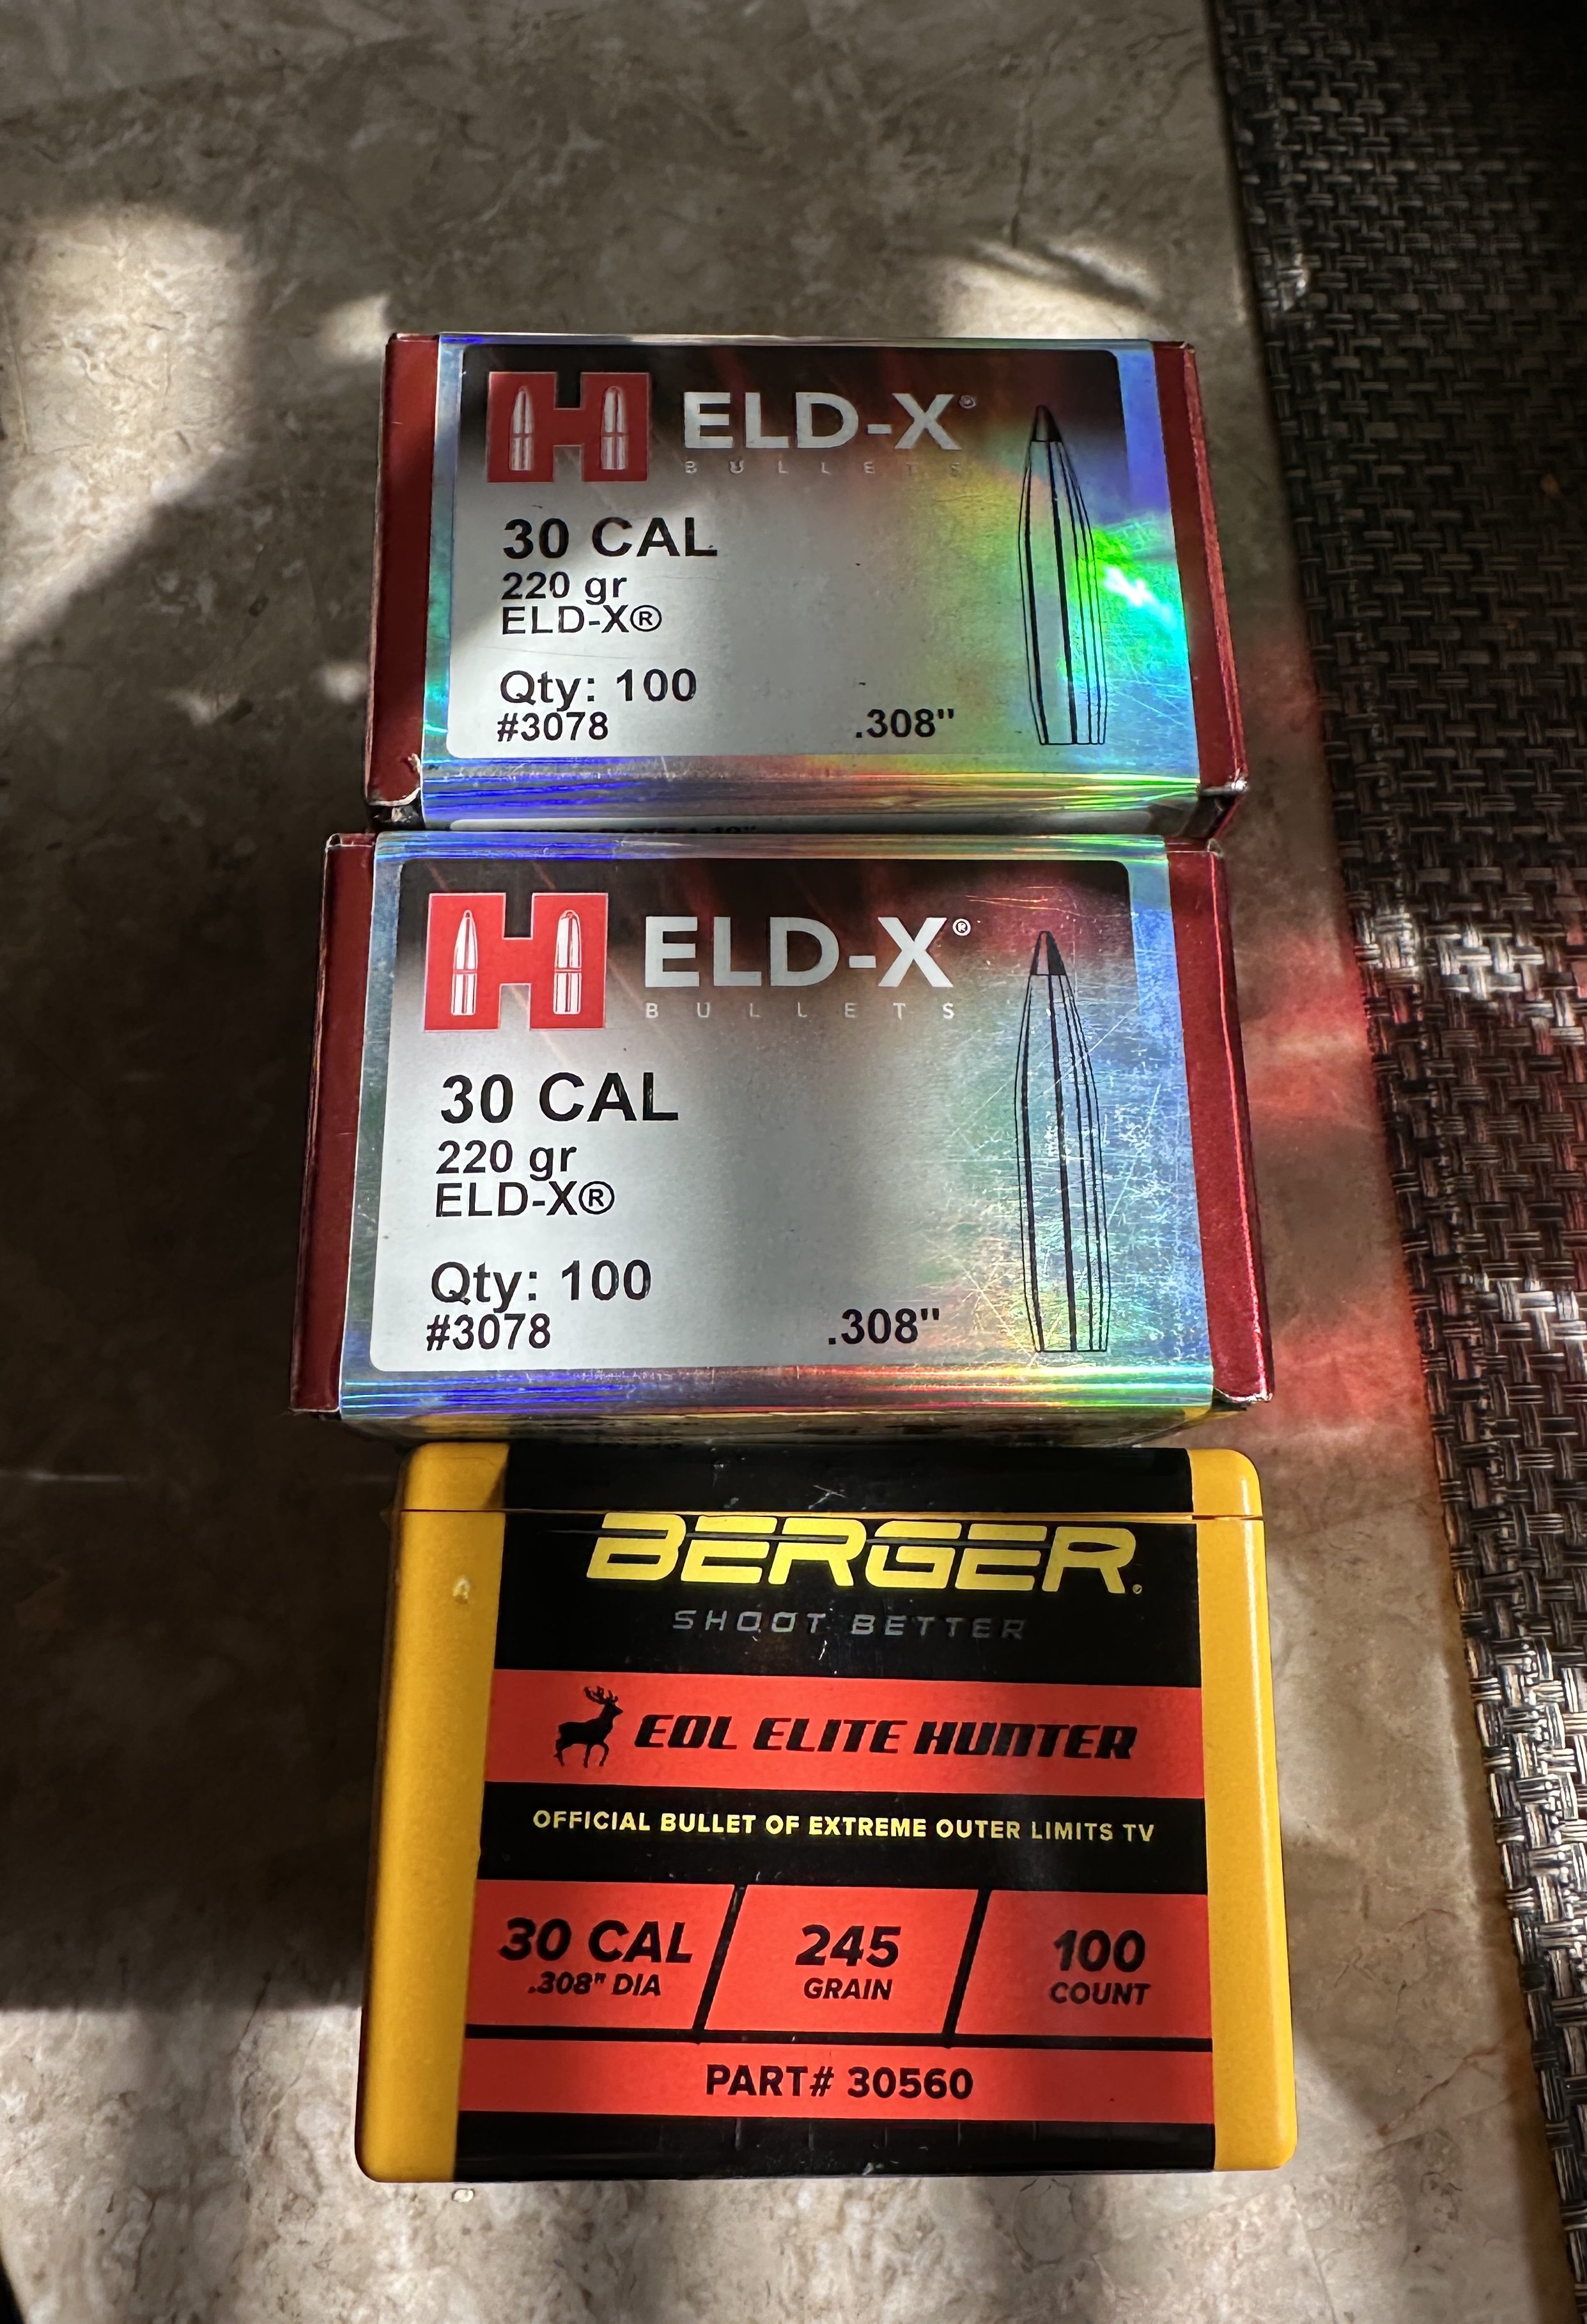 ELD-X®
BULLETS
30 CAL
220 gr
ELD-X®
Qty: 100
#3078 .308"
H ELD-X®
BULLETS
30 CAL
220 gr
ELD-X®
Qty: 100
#3078 .308"
BERGER®
SHOOT BETTER
EOL ELITE HUNTER
OFFICIAL BULLET OF EXTREME OUTER LIMITS TV
30 CAL 245 100
.308" DIA GRAIN COUNT
PART# 30560